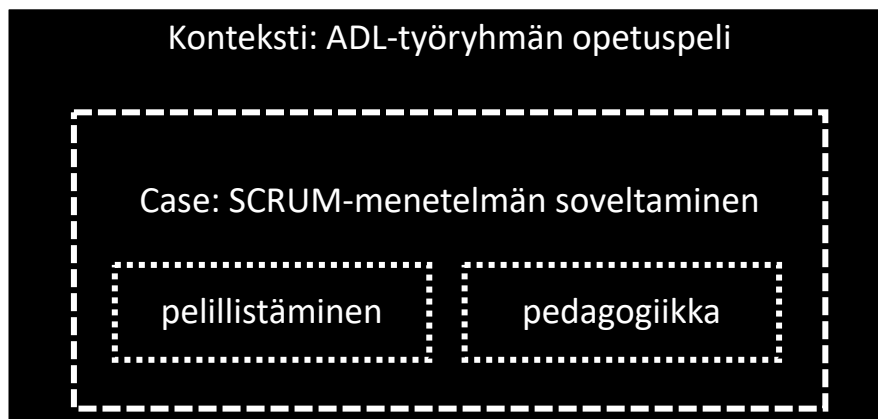 Konteksti: ADL-työryhmän opetuspeli
Case: SCRUM-menetelmän soveltaminen
pelillistäminen
pedagogiikka